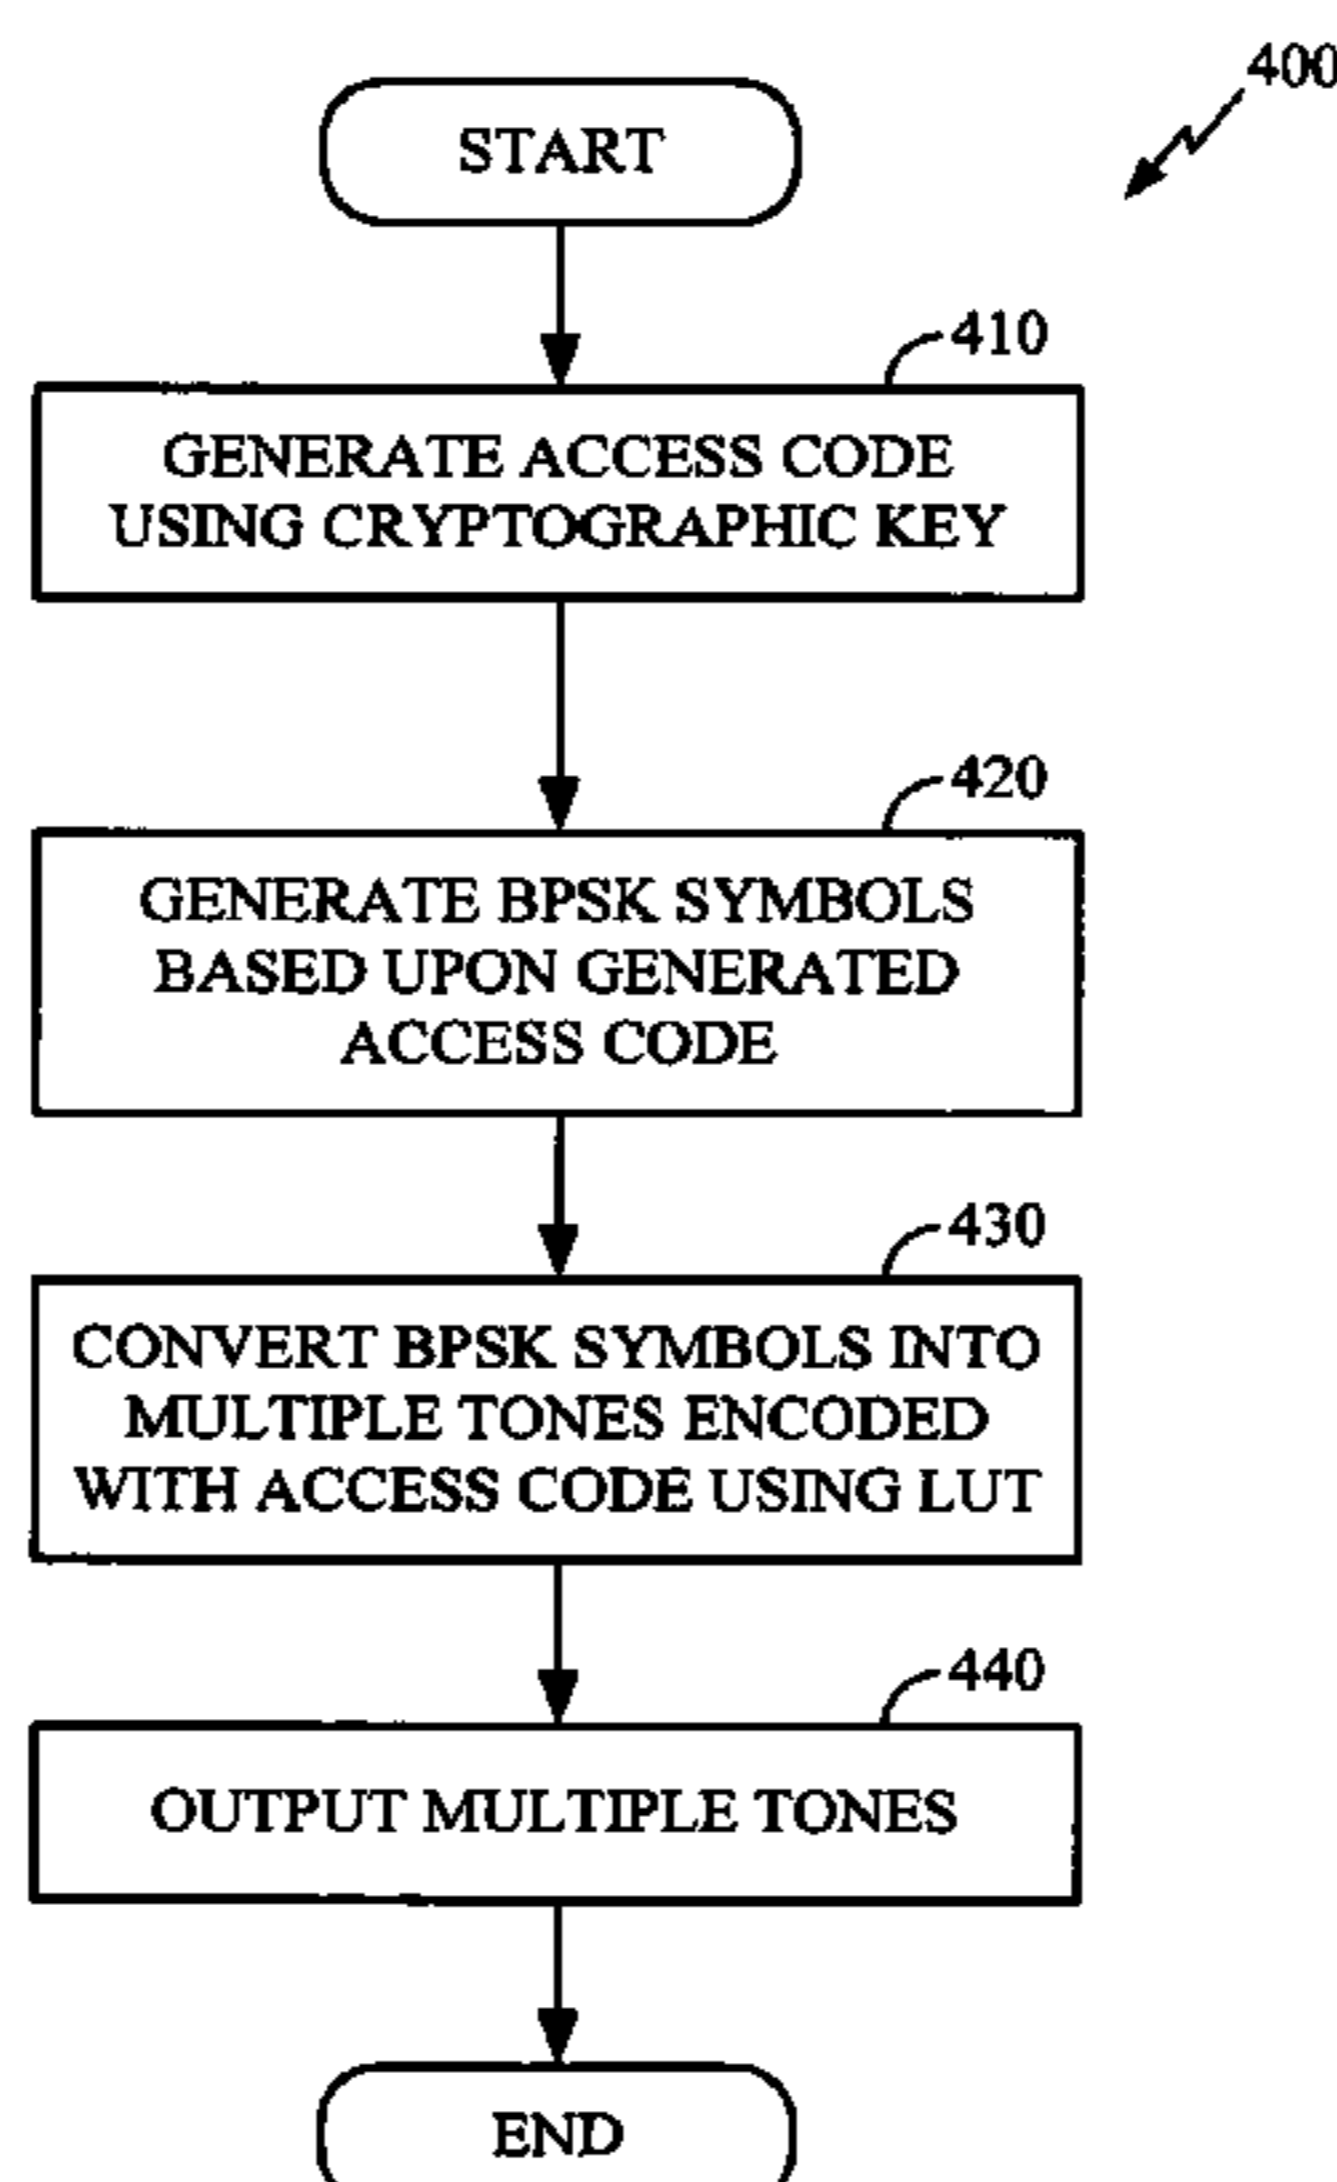 400
START
410
GENERATE ACCESS CODE
USING CRYPTOGRAPHIC KEY
420
GENERATE BPSK SYMBOLS
BASED UPON GENERATED
ACCESS CODE
430
CONVERT BPSK SYMBOLS INTO
MULTIPLE TONES ENCODED
WITH ACCESS CODE USING LUT
440
OUTPUT MULTIPLE TONES
END